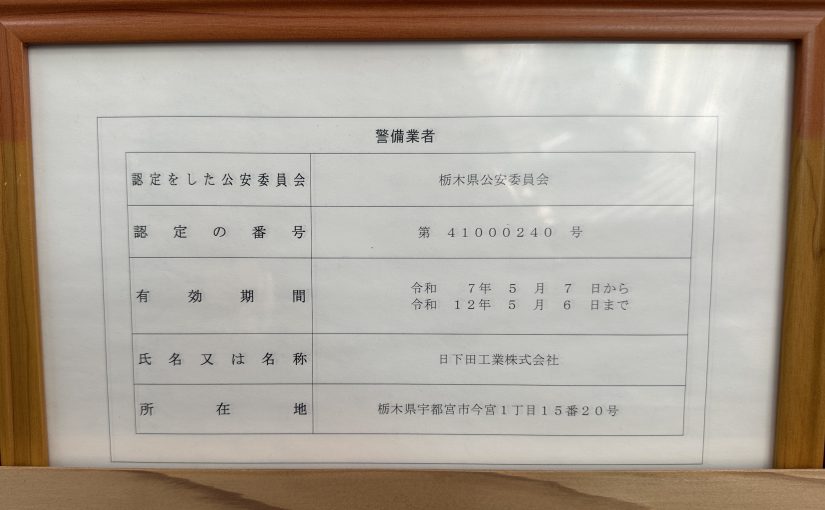 警備業者
認定をした公安委員会 栃木県公安委員会
認定の番号 第 41000240 号
有効期間 令和 7年 5月 7日から
令和 12年 5月 6日まで
氏名又は名称 日下田工業株式会社
所在地 栃木県宇都宮市今宮1丁目15番20号